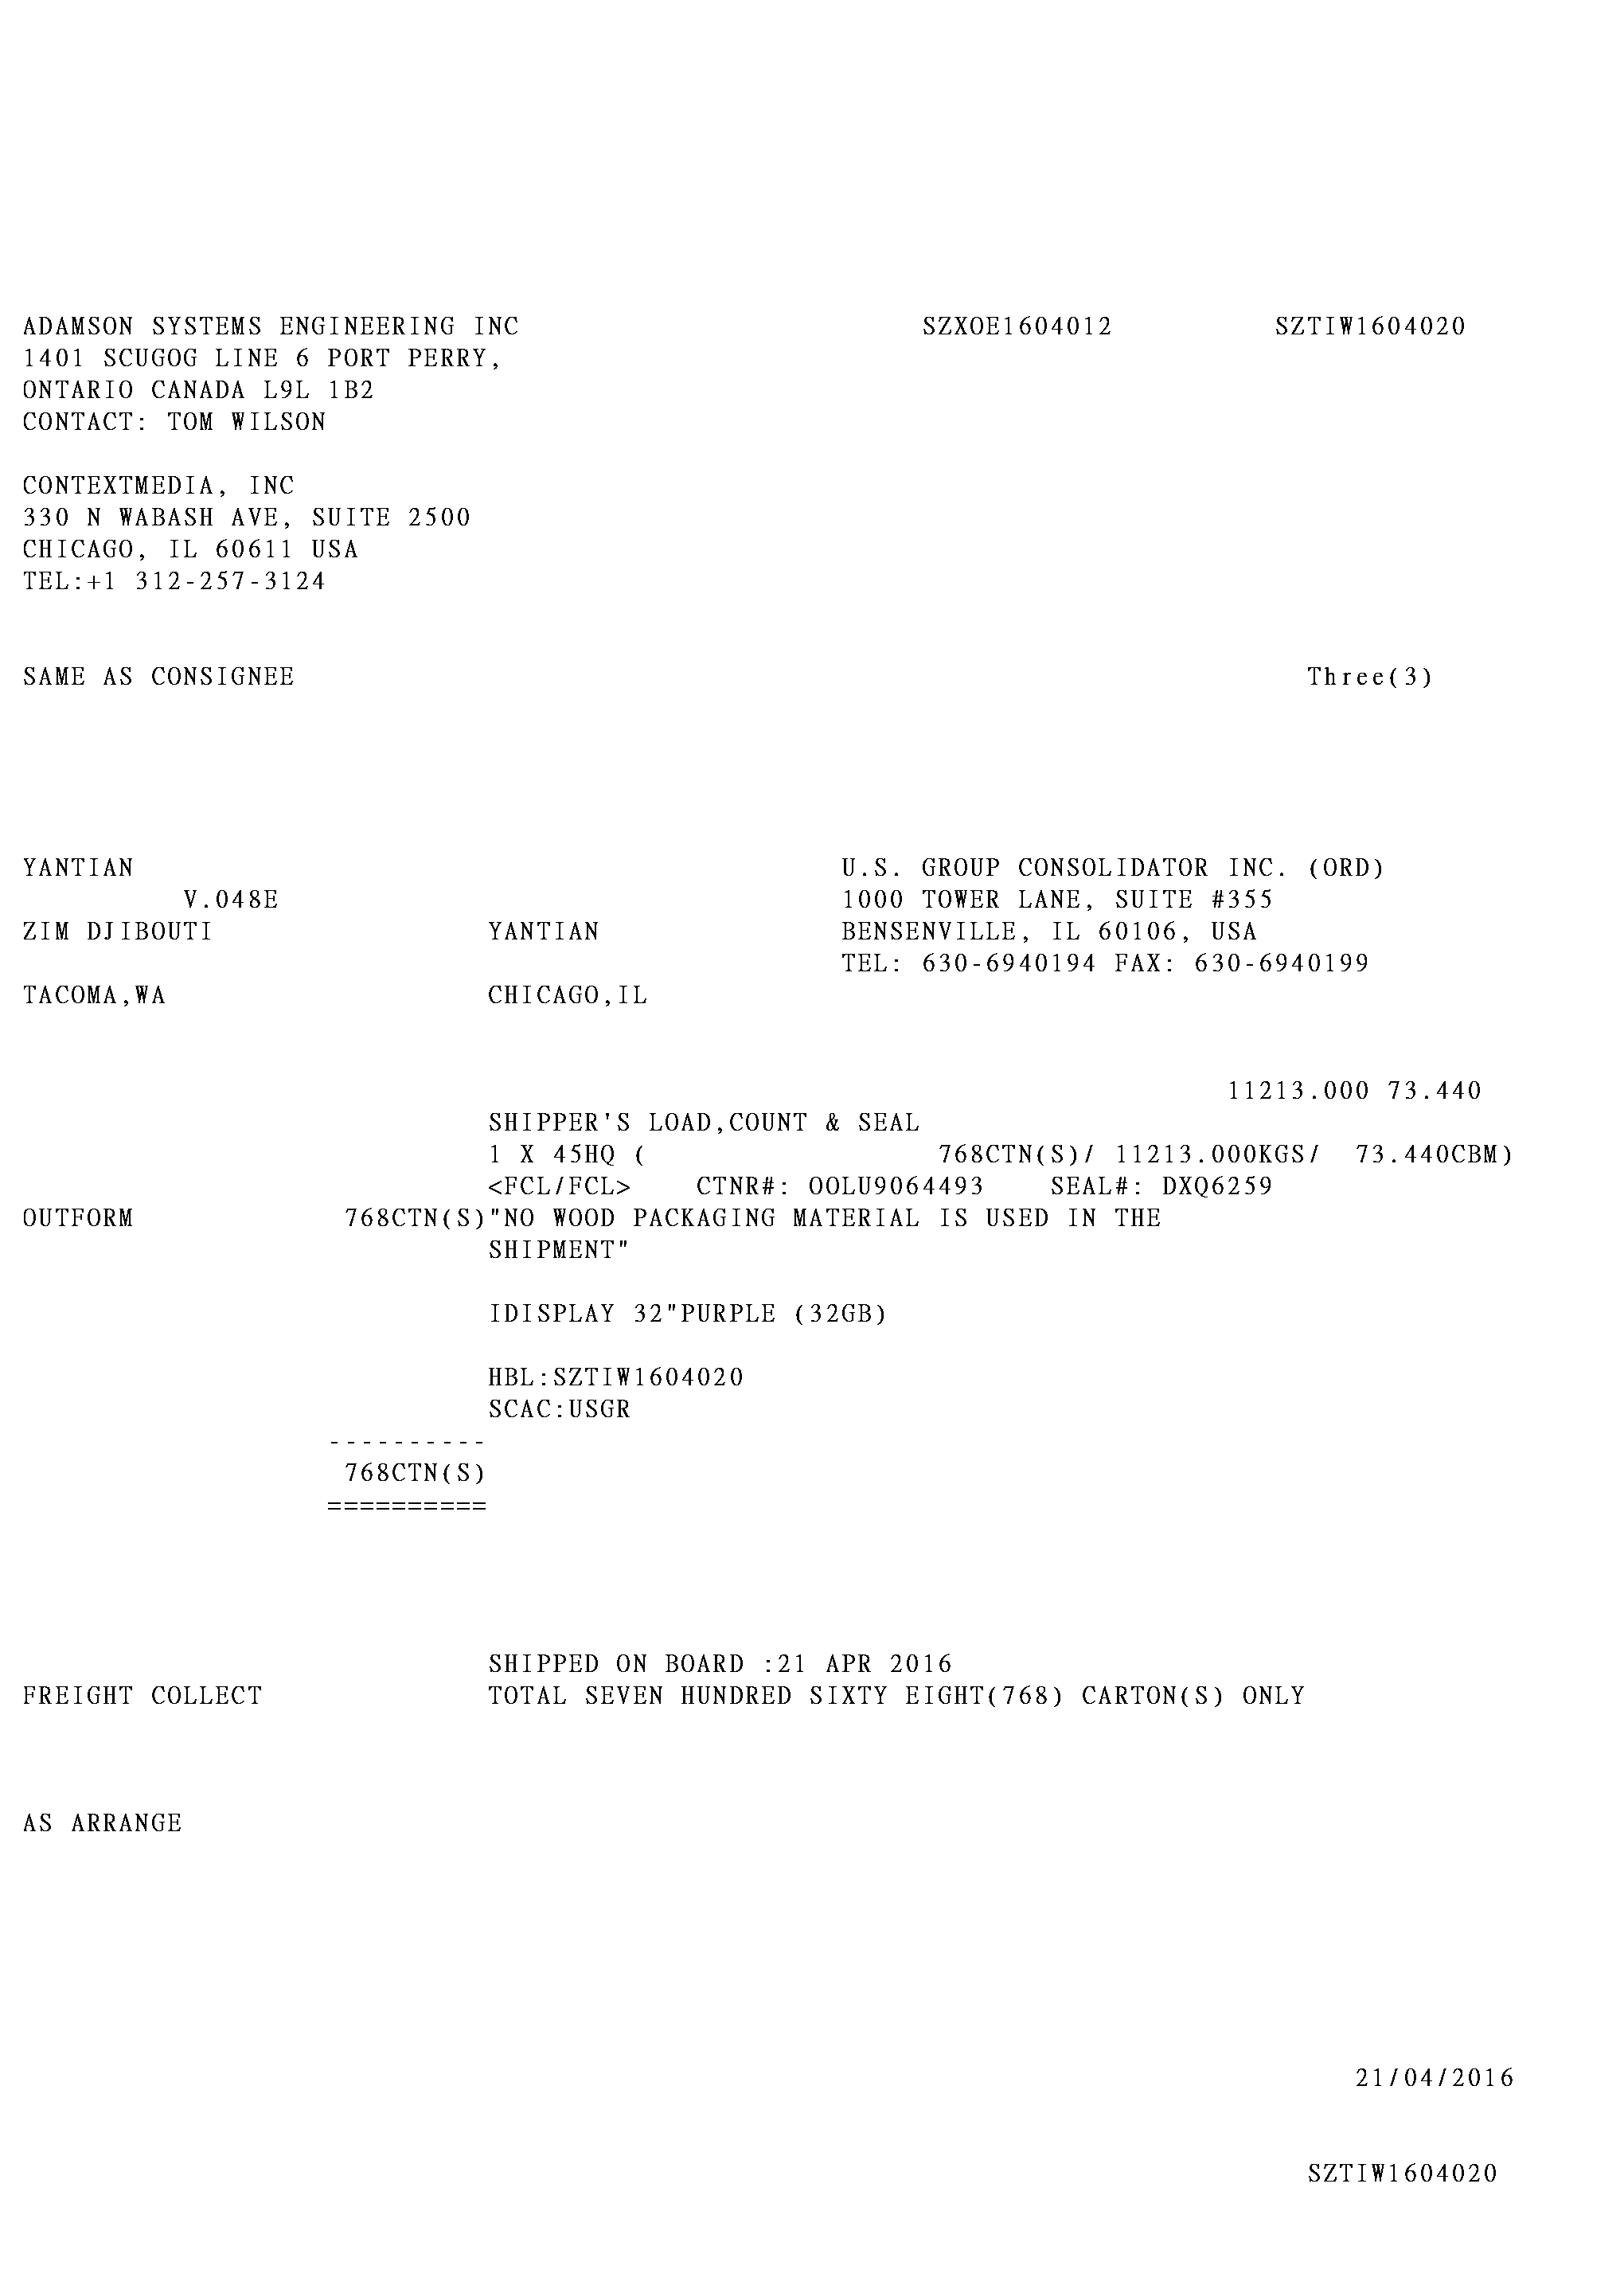 ADAMSON SYSTEMS ENGINEERING INC SZXOE1604012 SZTIW1604020
1401 SCUGOG LINE 6 PORT PERRY,
ONTARIO CANADA L9L 1B2
CONTACT: TOM WILSON
CONTEXTMEDIA, INC
330 N WABASH AVE, SUITE 2500
CHICAGO, IL 60611 USA
TEL:+1 312-257-3124
SAME AS CONSIGNEE Three(3)
YANTIAN U.S. GROUP CONSOLIDATOR INC. (ORD)
V.048E 1000 TOWER LANE, SUITE #355
ZIM DJIBOUTI YANTIAN BENSENVILLE, IL 60106, USA
TEL: 630-6940194 FAX: 630-6940199
TACOMA,WA CHICAGO,IL
11213.000 73.440
SHIPPER'S LOAD,COUNT & SEAL
1 X 45HQ ( 768CTN(S)/ 11213.000KGS/ 73.440CBM)
<FCL/FCL> CTNR#: OOLU9064493 SEAL#: DXQ6259
OUTFORM 768CTN(S)"NO WOOD PACKAGING MATERIAL IS USED IN THE
SHIPMENT"
IDISPLAY 32"PURPLE (32GB)
HBL:SZTIW1604020
SCAC:USGR
----------
768CTN(S)
==========
SHIPPED ON BOARD :21 APR 2016
FREIGHT COLLECT TOTAL SEVEN HUNDRED SIXTY EIGHT(768) CARTON(S) ONLY
AS ARRANGE
21/04/2016
SZTIW1604020